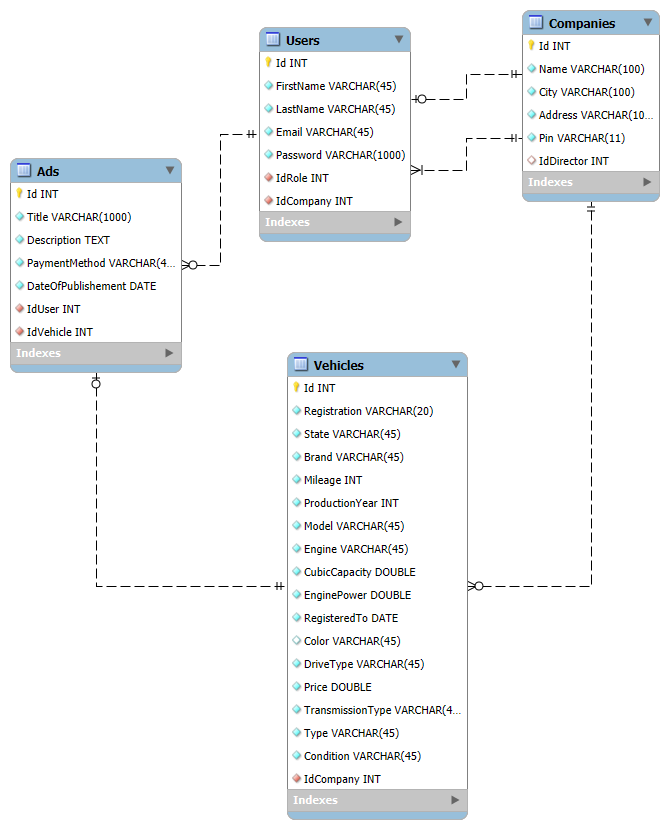 Users
Id INT
FirstName VARCHAR(45)
LastName VARCHAR(45)
Email VARCHAR(45)
Password VARCHAR(1000)
IdRole INT
IdCompany INT
Indexes
Companies
Id INT
Name VARCHAR(100)
City VARCHAR(100)
Address VARCHAR(10...
Pin VARCHAR(11)
IdDirector INT
Indexes
Ads
Id INT
Title VARCHAR(1000)
Description TEXT
PaymentMethod VARCHAR(4...
DateOfPublishement DATE
IdUser INT
IdVehicle INT
Indexes
Vehicles
Id INT
Registration VARCHAR(20)
State VARCHAR(45)
Brand VARCHAR(45)
Mileage INT
ProductionYear INT
Model VARCHAR(45)
Engine VARCHAR(45)
CubicCapacity DOUBLE
EnginePower DOUBLE
RegisteredTo DATE
Color VARCHAR(45)
DriveType VARCHAR(45)
Price DOUBLE
TransmissionType VARCHAR(4...
Type VARCHAR(45)
Condition VARCHAR(45)
IdCompany INT
Indexes